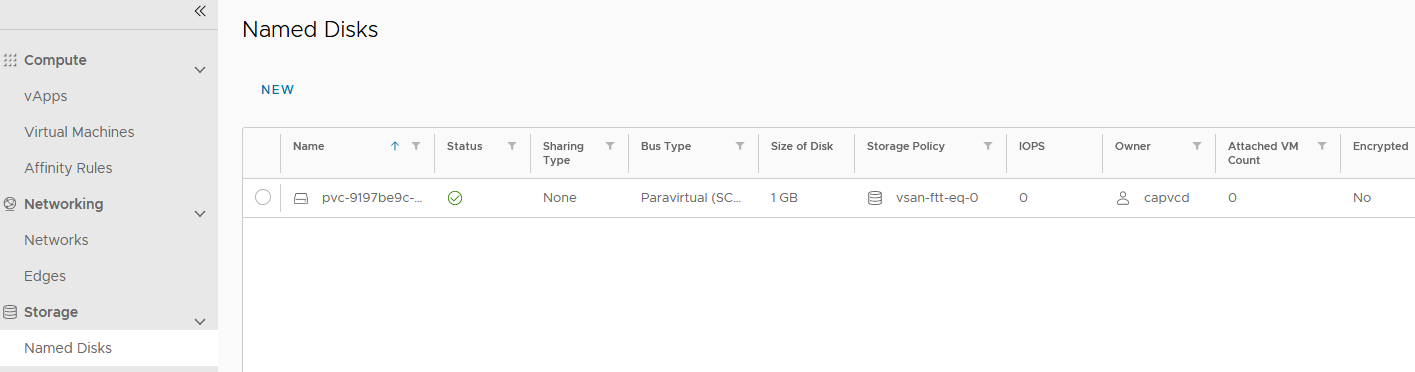 Compute
vApps
Virtual Machines
Affinity Rules
Networking
Networks
Edges
Storage
Named Disks
Named Disks
NEW
Name Status Sharing Type Bus Type Size of Disk Storage Policy IOPS Owner Attached VM Count Encrypted
pvc-9197be9c-... None Paravirtual (SC... 1 GB vsan-ftt-eq-0 0 capvcd 0 No